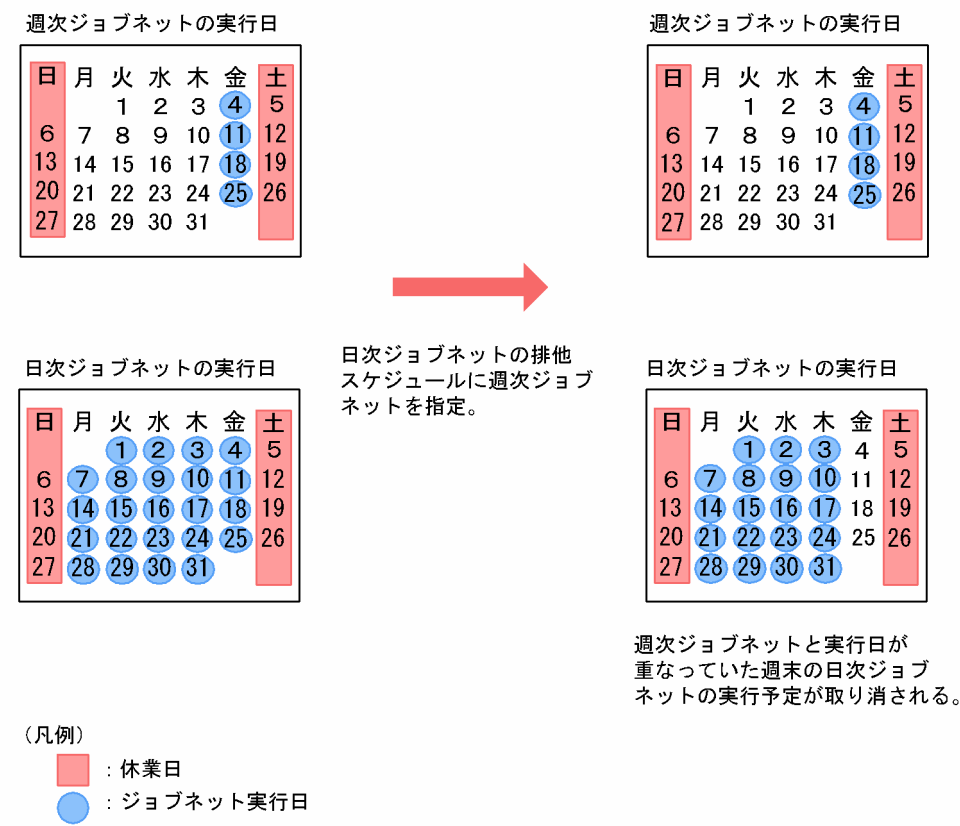 週次ジョブネットの実行日
日 月 火 水 木 金 土
1 2 3 4 5
6 7 8 9 10 11 12
13 14 15 16 17 18 19
20 21 22 23 24 25 26
27 28 29 30 31
週次ジョブネットの実行日
日 月 火 水 木 金 土
1 2 3 4 5
6 7 8 9 10 11 12
13 14 15 16 17 18 19
20 21 22 23 24 25 26
27 28 29 30 31
日次ジョブネットの排他
スケジュールに週次ジョブ
ネットを指定。
日次ジョブネットの実行日
日 月 火 水 木 金 土
1 2 3 4 5
6 7 8 9 10 11 12
13 14 15 16 17 18 19
20 21 22 23 24 25 26
27 28 29 30 31
日次ジョブネットの実行日
日 月 火 水 木 金 土
1 2 3 4 5
6 7 8 9 10 11 12
13 14 15 16 17 18 19
20 21 22 23 24 25 26
27 28 29 30 31
週次ジョブネットと実行日が
重なっていた週末の日次ジョブ
ネットの実行予定が取り消される。
（凡例）
：休業日
：ジョブネット実行日